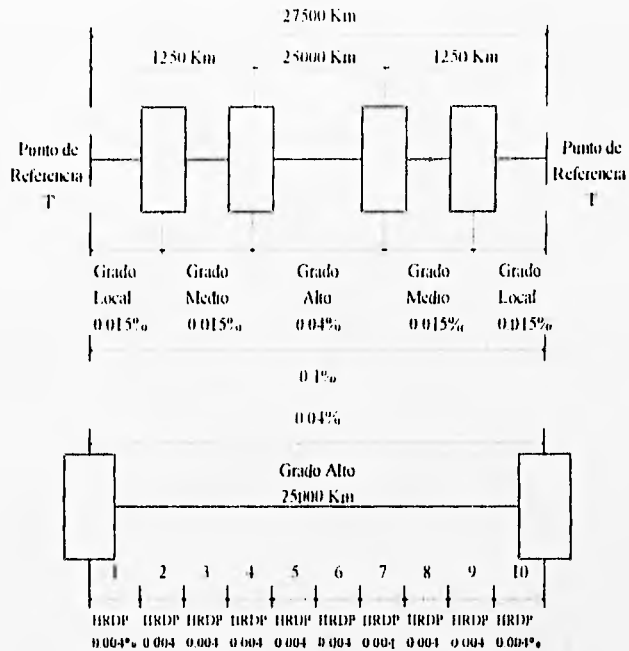 27500 Km
1250 Km 25000 Km 1250 Km
Punto de Referencia T
Punto de Referencia T
Grado Local 0.015%
Grado Medio 0.015%
Grado Alto 0.04%
Grado Medio 0.015%
Grado Local 0.015%
0.1%
0.04%
Grado Alto
25000 Km
1 2 3 4 5 6 7 8 9 10
HRDP HRDP HRDP HRDP HRDP HRDP HRDP HRDP HRDP HRDP
0.004% 0.004 0.004 0.004 0.004 0.004 0.004 0.004 0.004 0.004%